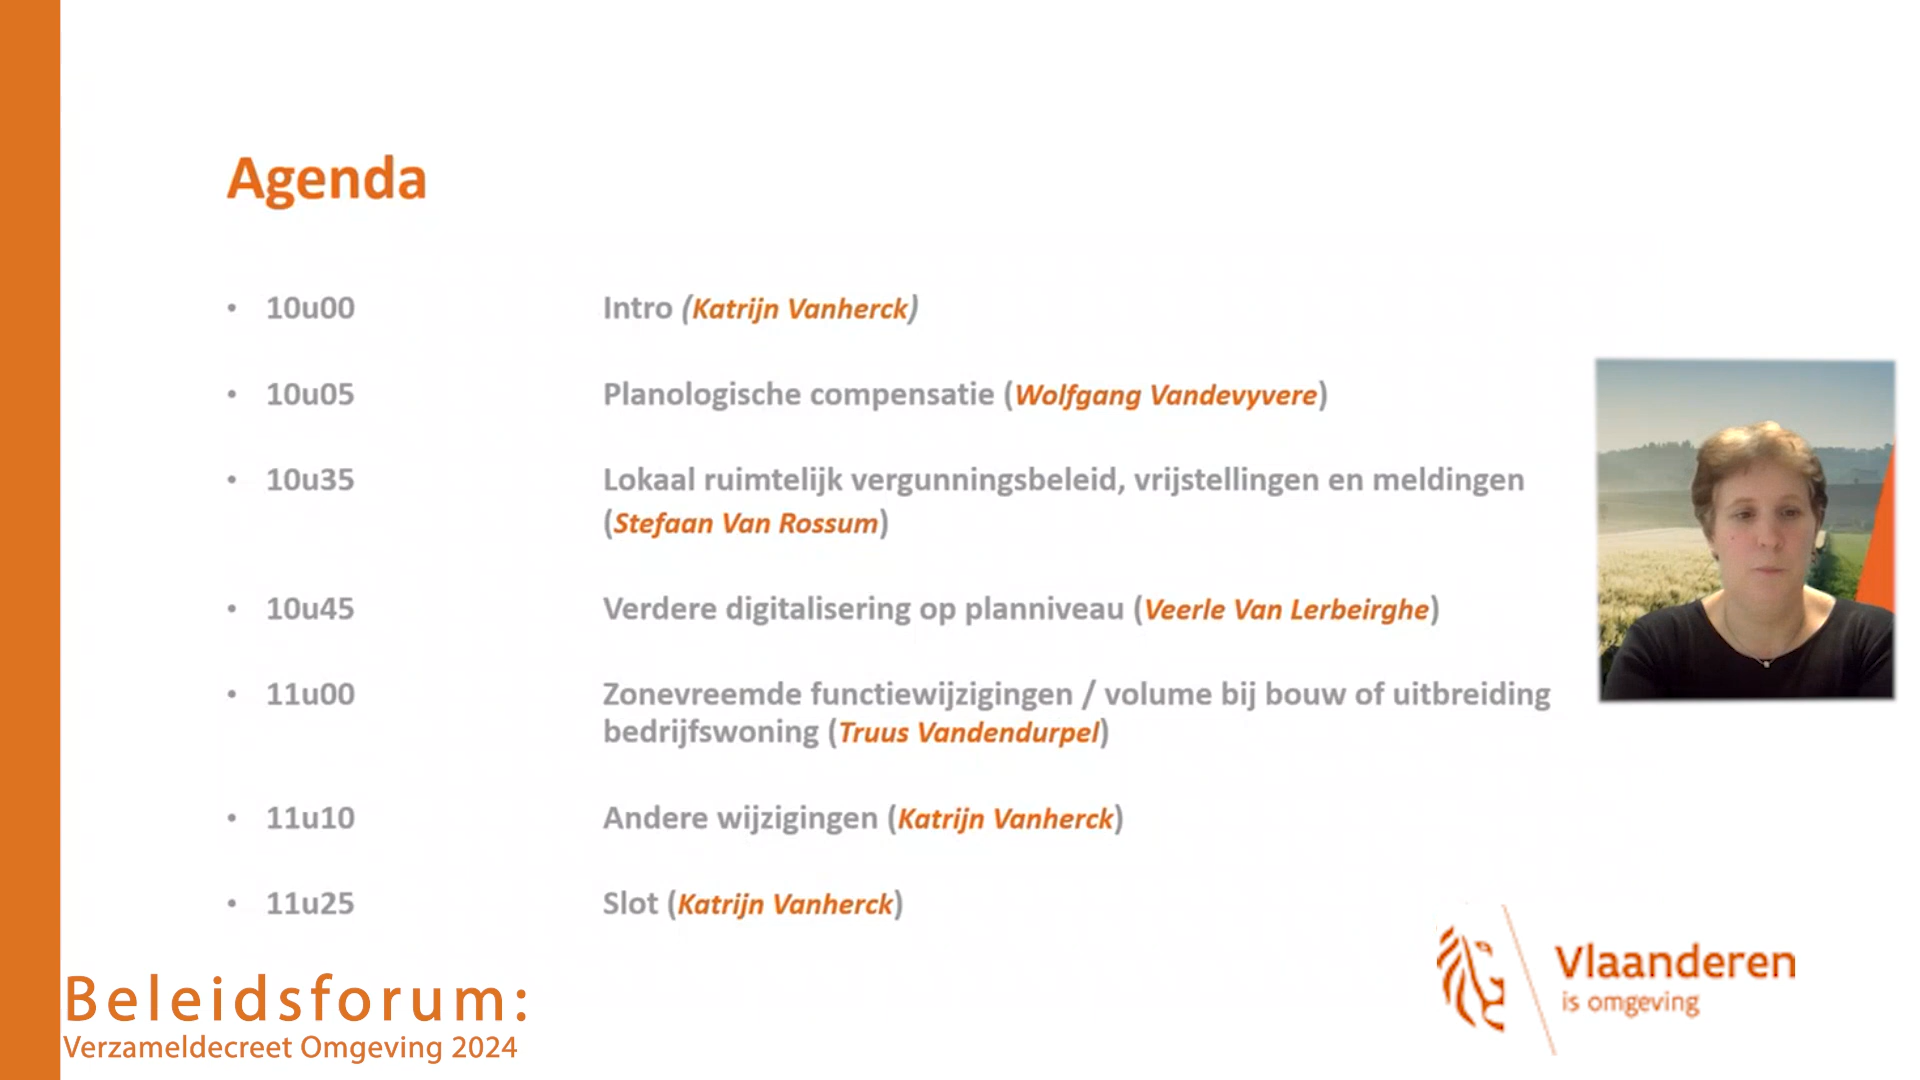 Agenda
• 10u00 Intro (Katrijn Vanherck)
• 10u05 Planologische compensatie (Wolfgang Vandevyvere)
• 10u35 Lokaal ruimtelijk vergunningsbeleid, vrijstellingen en meldingen
(Stefaan Van Rossum)
• 10u45 Verdere digitalisering op planniveau (Veerle Van Lerbeirghe)
• 11u00 Zonevreemde functiewijzigingen / volume bij bouw of uitbreiding
bedrijfswoning (Truus Vandendurpel)
• 11u10 Andere wijzigingen (Katrijn Vanherck)
• 11u25 Slot (Katrijn Vanherck)
Beleidsforum:
Verzameldecreet Omgeving 2024
Vlaanderen
is omgeving